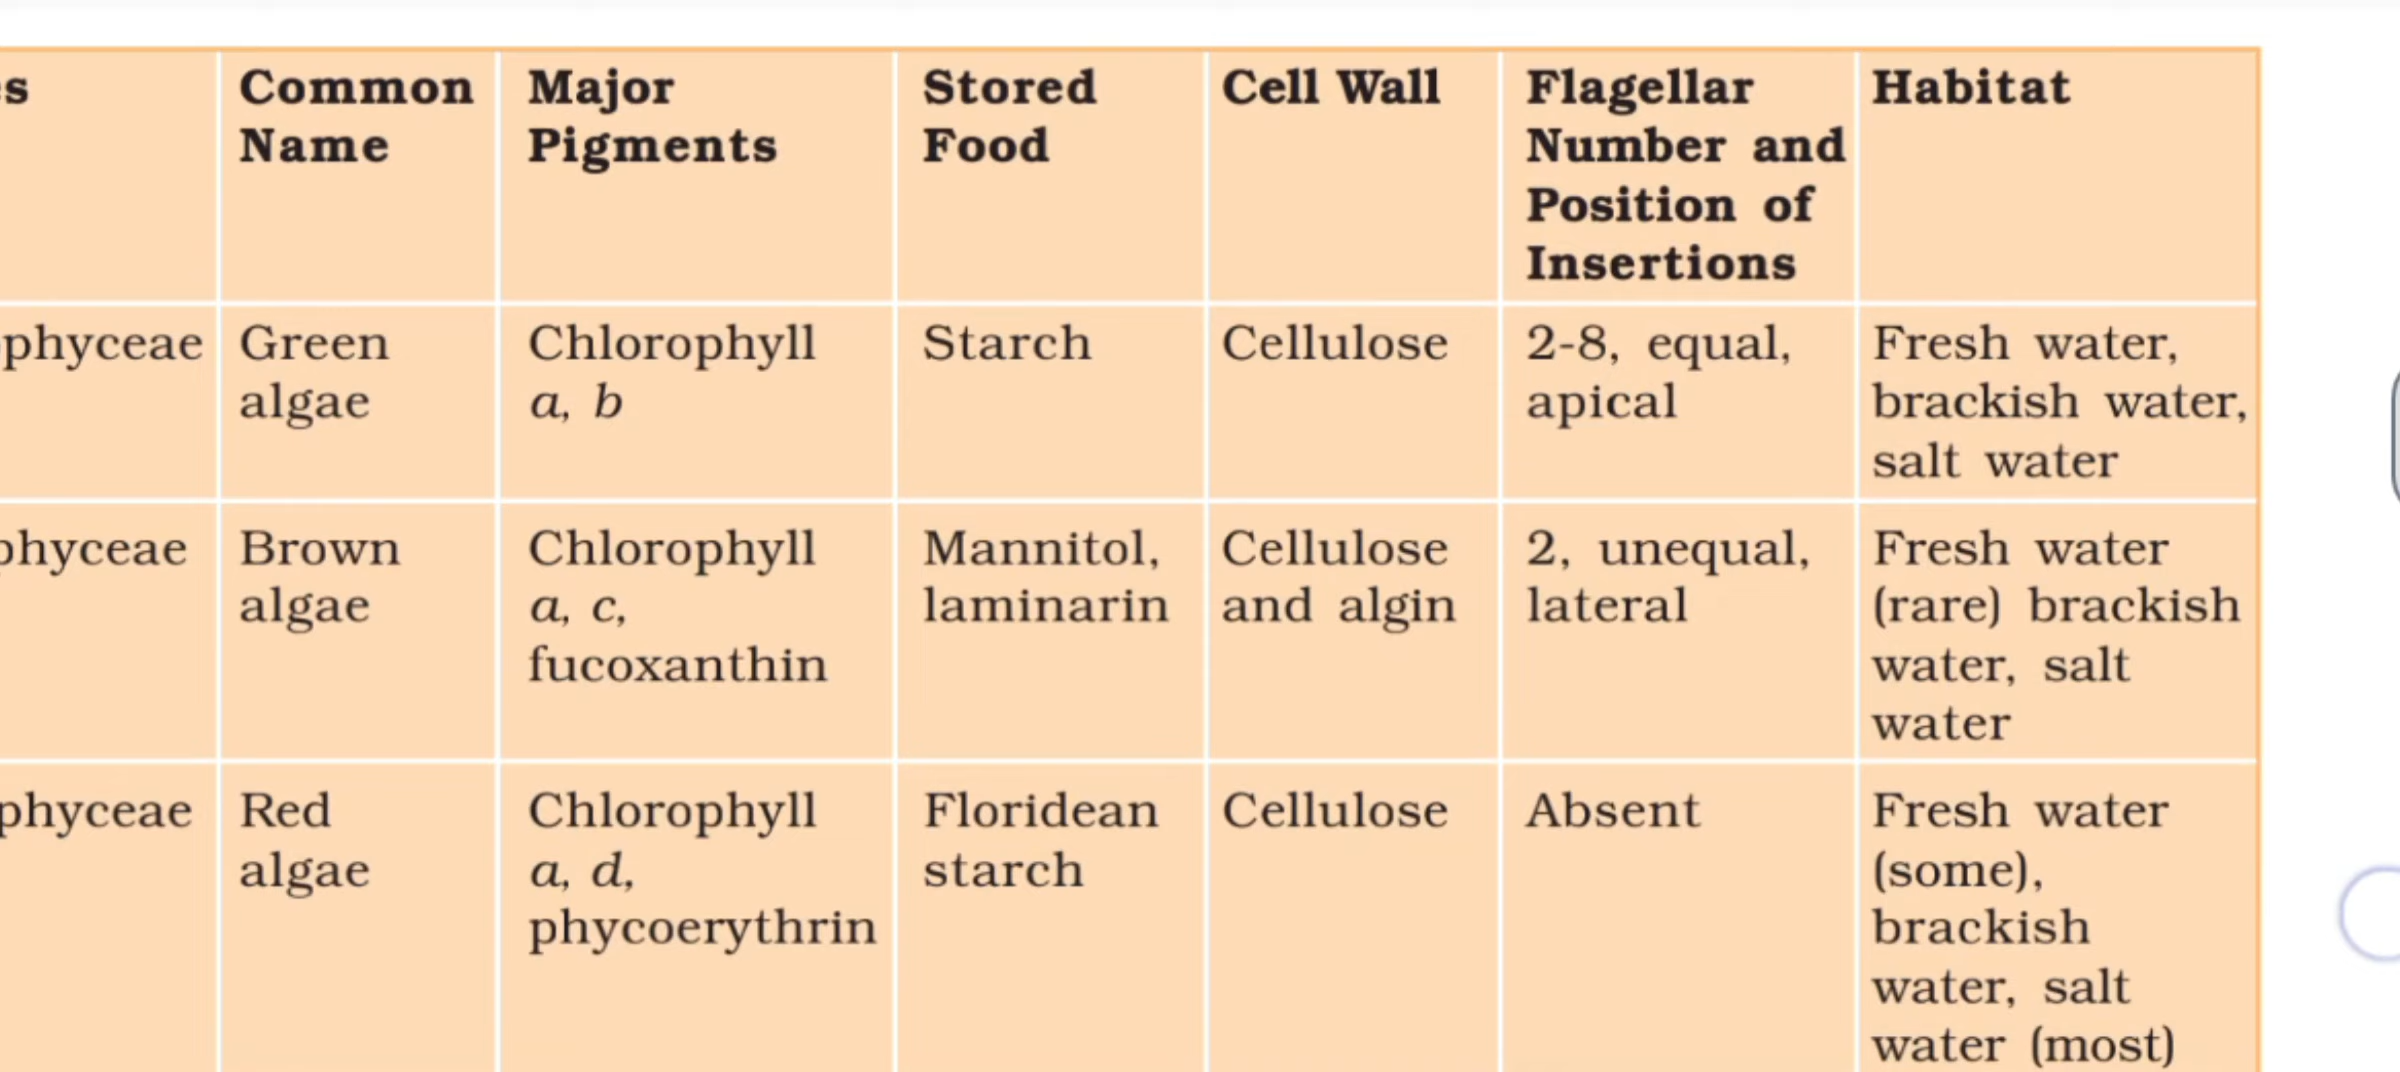 s
Common
Name
Major
Pigments
Stored
Food
Cell Wall
Flagellar
Number and
Position of
Insertions
Habitat
phyceae
Green
algae
Chlorophyll
a, b
Starch
Cellulose
2-8, equal,
apical
Fresh water,
brackish water,
salt water
phyceae
Brown
algae
Chlorophyll
a, c,
fucoxanthin
Mannitol,
laminarin
Cellulose
and algin
2, unequal,
lateral
Fresh water
(rare) brackish
water, salt
water
phyceae
Red
algae
Chlorophyll
a, d,
phycoerythrin
Floridean
starch
Cellulose
Absent
Fresh water
(some),
brackish
water, salt
water (most)